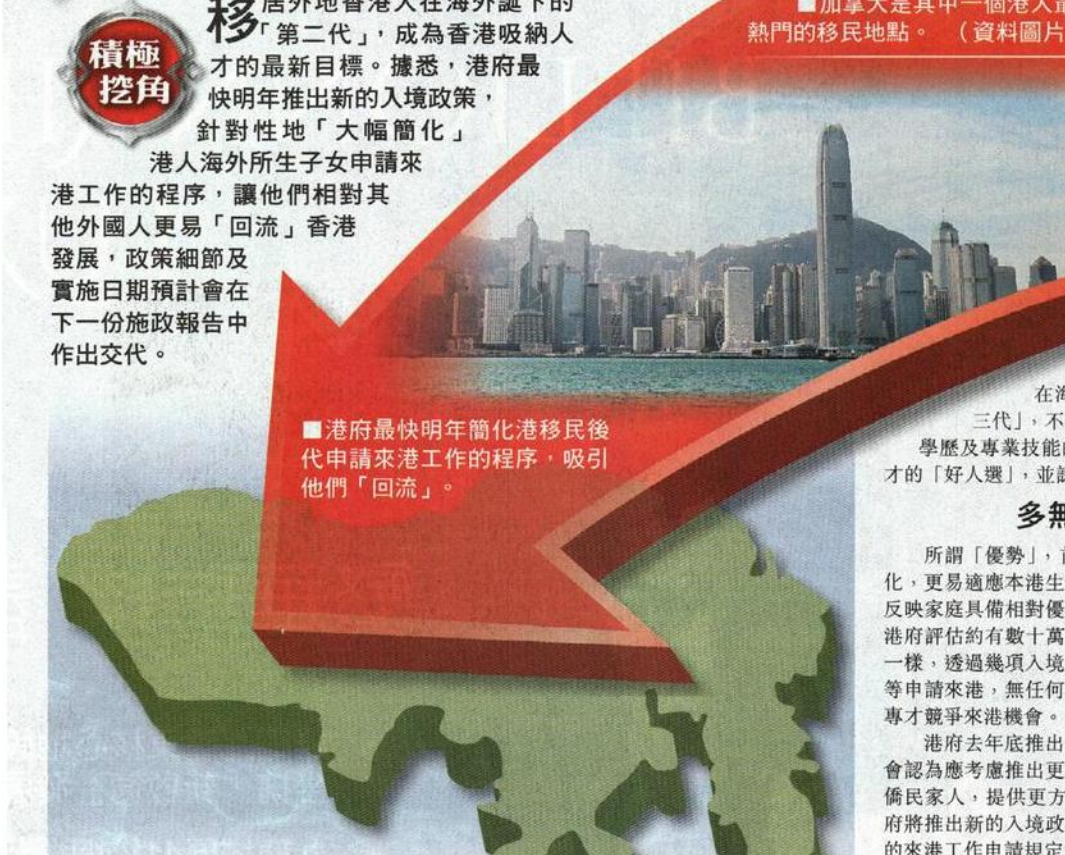 積極
挖角
移居外地香港人在海外誕下的
「第二代」，成為香港吸納人
才的最新目標。據悉，港府最
快明年推出新的入境政策，
針對性地「大幅簡化」
港人海外所生子女申請來
港工作的程序，讓他們相對其
他外國人更易「回流」香港
發展，政策細節及
實施日期預計會在
下一份施政報告中
作出交代。
■加拿大是其中一個港人最
熱門的移民地點。（資料圖片
■港府最快明年簡化港移民後
代申請來港工作的程序，吸引
他們「回流」。
在海
三代」，不
學歷及專業技能
才的「好人選」，並
多無
所謂「優勢」，
化，更易適應本港生
反映家庭具備相對優
港府評估約有數十萬
一樣，透過幾項入境
等申請來港，無任何
專才競爭來港機會。
港府去年底推出
會認為應考慮推出更
僑民家人，提供更方
府將推出新的入境政
的來港工作申請規定